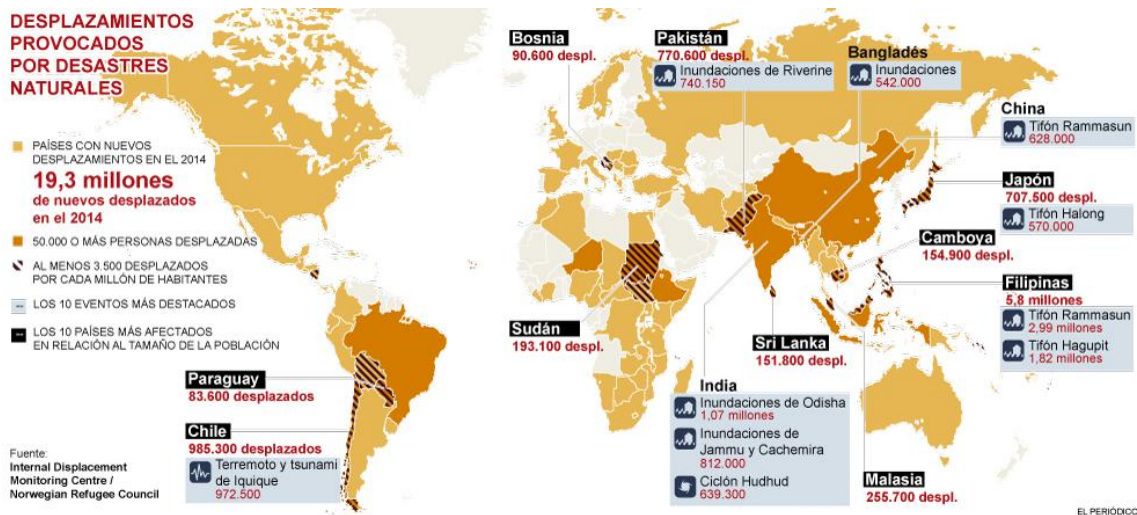 DESPLAZAMIENTOS
PROVOCADOS
POR DESASTRES
NATURALES
PAÍSES CON NUEVOS
DESPLAZAMIENTOS EN EL 2014
19,3 millones
de nuevos desplazados
en el 2014
50.000 O MÁS PERSONAS DESPLAZADAS
AL MENOS 3.500 DESPLAZADOS
POR CADA MILLÓN DE HABITANTES
LOS 10 EVENTOS MÁS DESTACADOS
LOS 10 PAÍSES MÁS AFECTADOS
EN RELACIÓN AL TAMAÑO DE LA POBLACIÓN
Paraguay
83.600 desplazados
Chile
985.300 desplazados
Terremoto y tsunami
de Iquique
972.500
Fuente:
Internal Displacement
Monitoring Centre /
Norwegian Refugee Council
Bosnia
90.600 despl.
Pakistán
770.600 despl.
Inundaciones de Riverine
740.150
Bangladés
Inundaciones
542.000
China
Tifón Rammasun
628.000
Japón
707.500 despl.
Tifón Halong
570.000
Camboya
154.900 despl.
Filipinas
5,8 millones
Tifón Rammasun
2,99 millones
Tifón Hagupit
1,82 millones
Sudán
193.100 despl.
Sri Lanka
151.800 despl.
India
Inundaciones de Odisha
1,07 millones
Inundaciones de
Jammu y Cachemira
812.000
Ciclón Hudhud
639.300
Malasia
255.700 despl.
EL PERIÓDICO